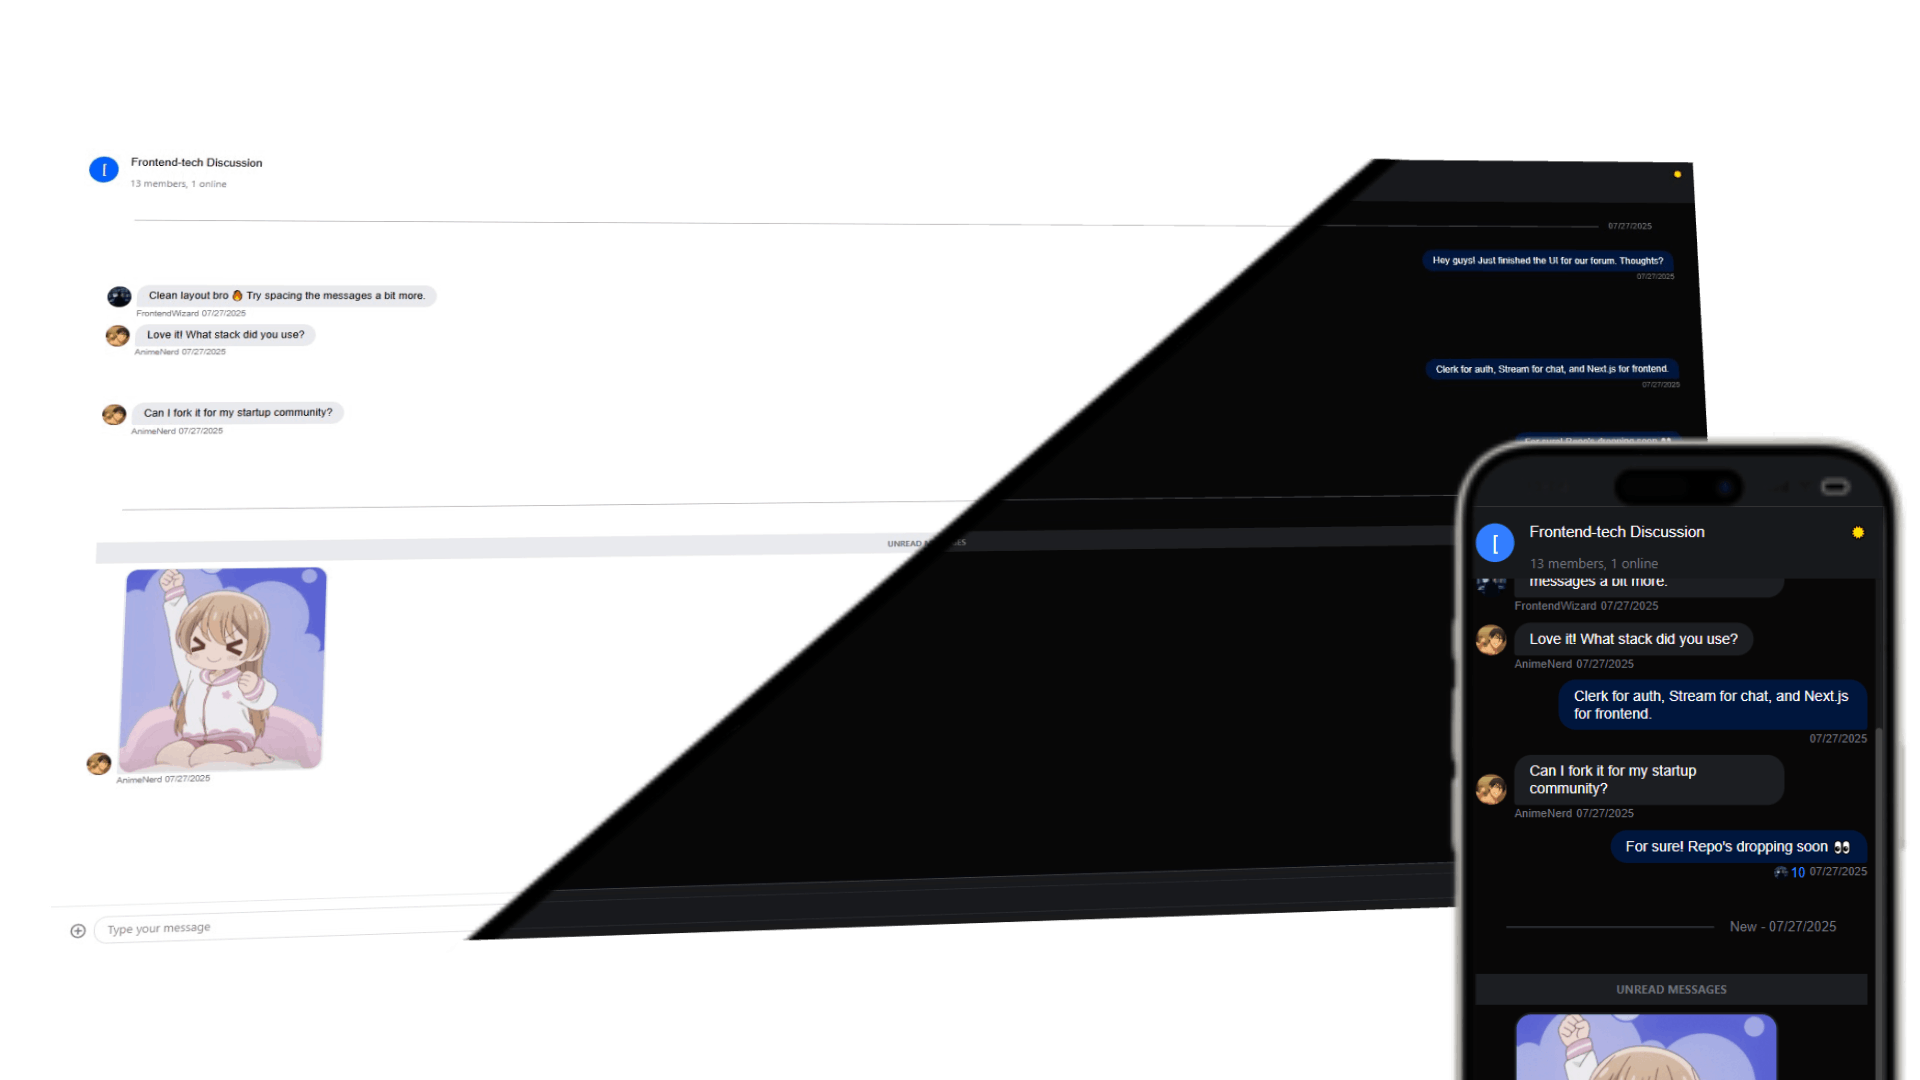 [
Frontend-tech Discussion
13 members, 1 online
07/27/2025
Hey guys! Just finished the UI for our forum. Thoughts?
07/27/2025
Clean layout bro 🔥 Try spacing the messages a bit more.
FrontendWizard 07/27/2025
Love it! What stack did you use?
AnimeNerd 07/27/2025
Clerk for auth, Stream for chat, and Next.js for frontend.
07/27/2025
Can I fork it for my startup community?
AnimeNerd 07/27/2025
For sure! Repo's dropping soon 👀
UNREAD
AnimeNerd 07/27/2025
Type your message
[
Frontend-tech Discussion
13 members, 1 online
messages a bit more.
FrontendWizard 07/27/2025
Love it! What stack did you use?
AnimeNerd 07/27/2025
Clerk for auth, Stream for chat, and Next.js
for frontend.
07/27/2025
Can I fork it for my startup
community?
AnimeNerd 07/27/2025
For sure! Repo's dropping soon 👀
10 07/27/2025
New - 07/27/2025
UNREAD MESSAGES